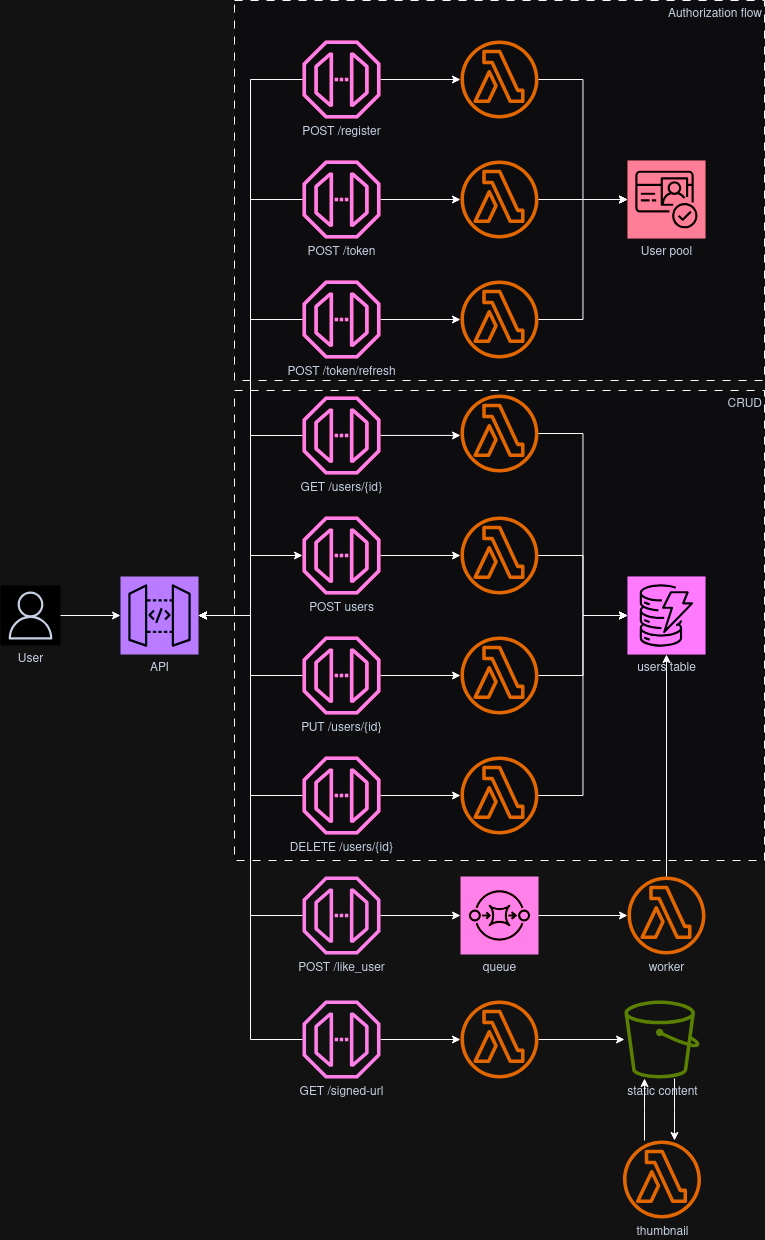 Authorization flow
POST /register
POST /token
User pool
POST /token/refresh
CRUD
GET /users/{id}
POST users
User
API
users table
PUT /users/{id}
DELETE /users/{id}
POST /like_user
queue
worker
GET /signed-url
static content
thumbnail